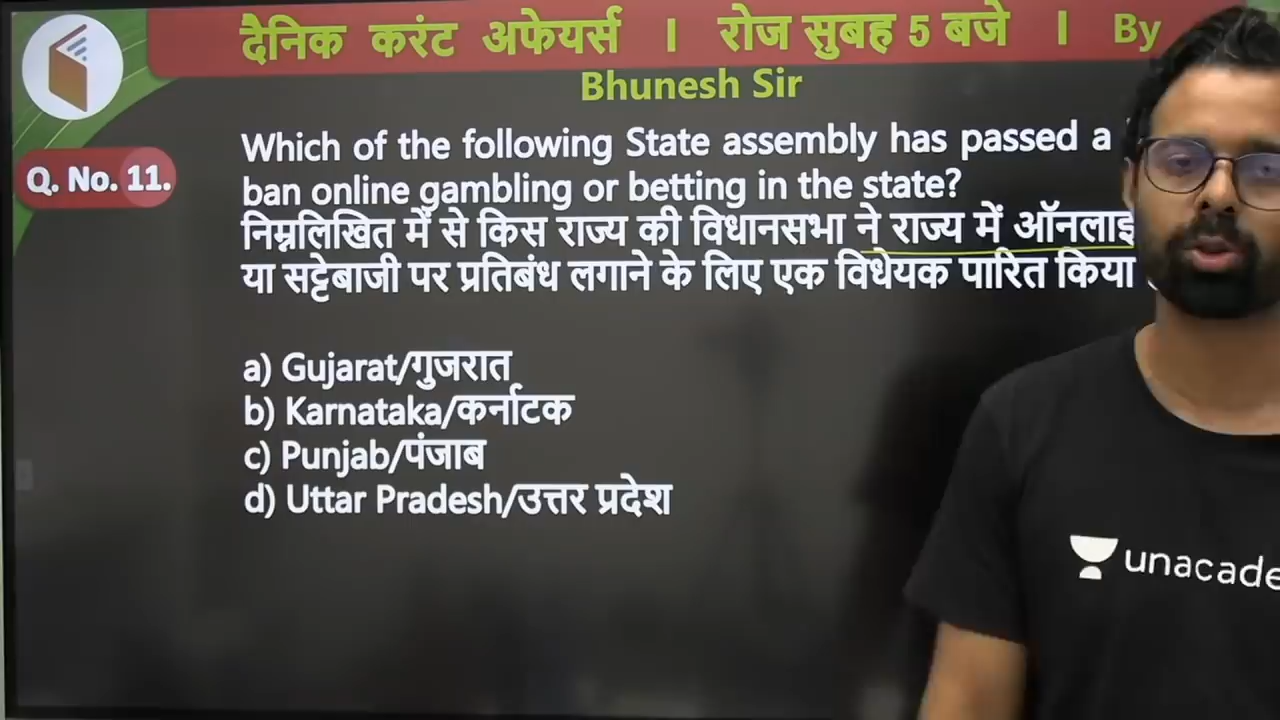 दैनिक करंट अफेयर्स । रोज सुबह 5 बजे । By
Bhunesh Sir
Q. No. 11.
Which of the following State assembly has passed a
ban online gambling or betting in the state?
निम्नलिखित में से किस राज्य की विधानसभा ने राज्य में ऑनलाइ
या सट्टेबाजी पर प्रतिबंध लगाने के लिए एक विधेयक पारित किया
a) Gujarat/गुजरात
b) Karnataka/कर्नाटक
c) Punjab/पंजाब
d) Uttar Pradesh/उत्तर प्रदेश
unacade